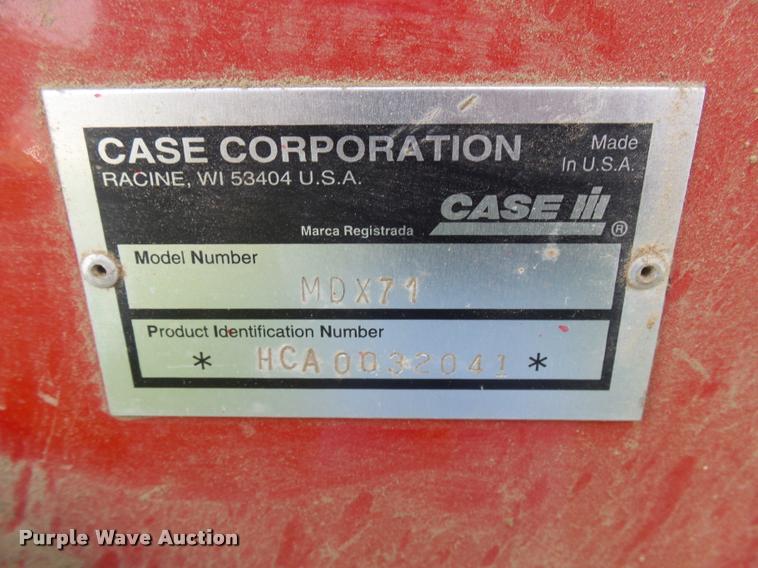 CASE CORPORATION
Made
In U.S.A.
RACINE, WI 53404 U.S.A.
CASE IH
Marca Registrada ®
Model Number
MDX71
Product Identification Number
* HCA0032041 *
Purple Wave Auction